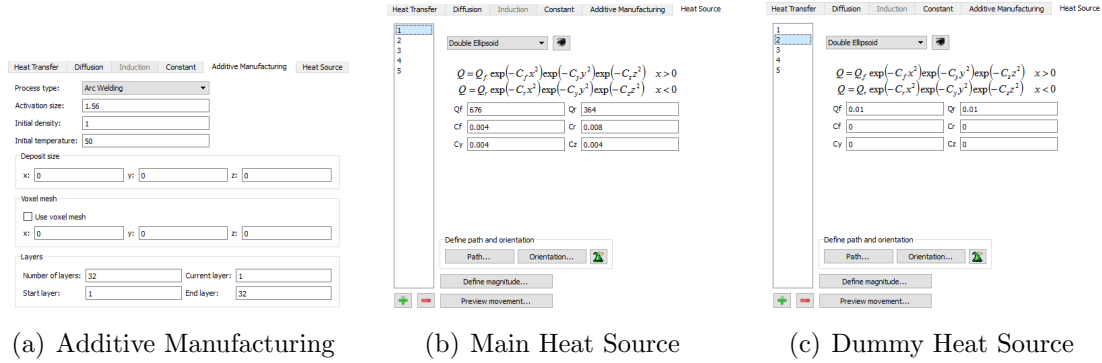 Heat Transfer Diffusion Induction Constant Additive Manufacturing Heat Source
Process type: Arc Welding
Activation size: 1.56
Initial density: 1
Initial temperature: 50
Deposit size
x: 0 y: 0 z: 0
Voxel mesh
Use voxel mesh
x: 0 y: 0 z: 0
Layers
Number of layers: 32 Current layer: 1
Start layer: 1 End layer: 32
(a) Additive Manufacturing
Heat Transfer Diffusion Induction Constant Additive Manufacturing Heat Source
1
2
3
4
5
Double Ellipsoid
Q = Q_f exp(−C_f x²) exp(−C_y y²) exp(−C_z z²) x > 0
Q = Q_r exp(−C_r x²) exp(−C_y y²) exp(−C_z z²) x < 0
Qf 676 Qr 364
Cf 0.004 Cr 0.008
Cy 0.004 Cz 0.004
Define path and orientation
Path... Orientation...
Define magnitude...
Preview movement...
(b) Main Heat Source
Heat Transfer Diffusion Induction Constant Additive Manufacturing Heat Source
1
2
3
4
5
Double Ellipsoid
Q = Q_f exp(−C_f x²) exp(−C_y y²) exp(−C_z z²) x > 0
Q = Q_r exp(−C_r x²) exp(−C_y y²) exp(−C_z z²) x < 0
Qf 0.01 Qr 0.01
Cf 0 Cr 0
Cy 0 Cz 0
Define path and orientation
Path... Orientation...
Define magnitude...
Preview movement...
(c) Dummy Heat Source